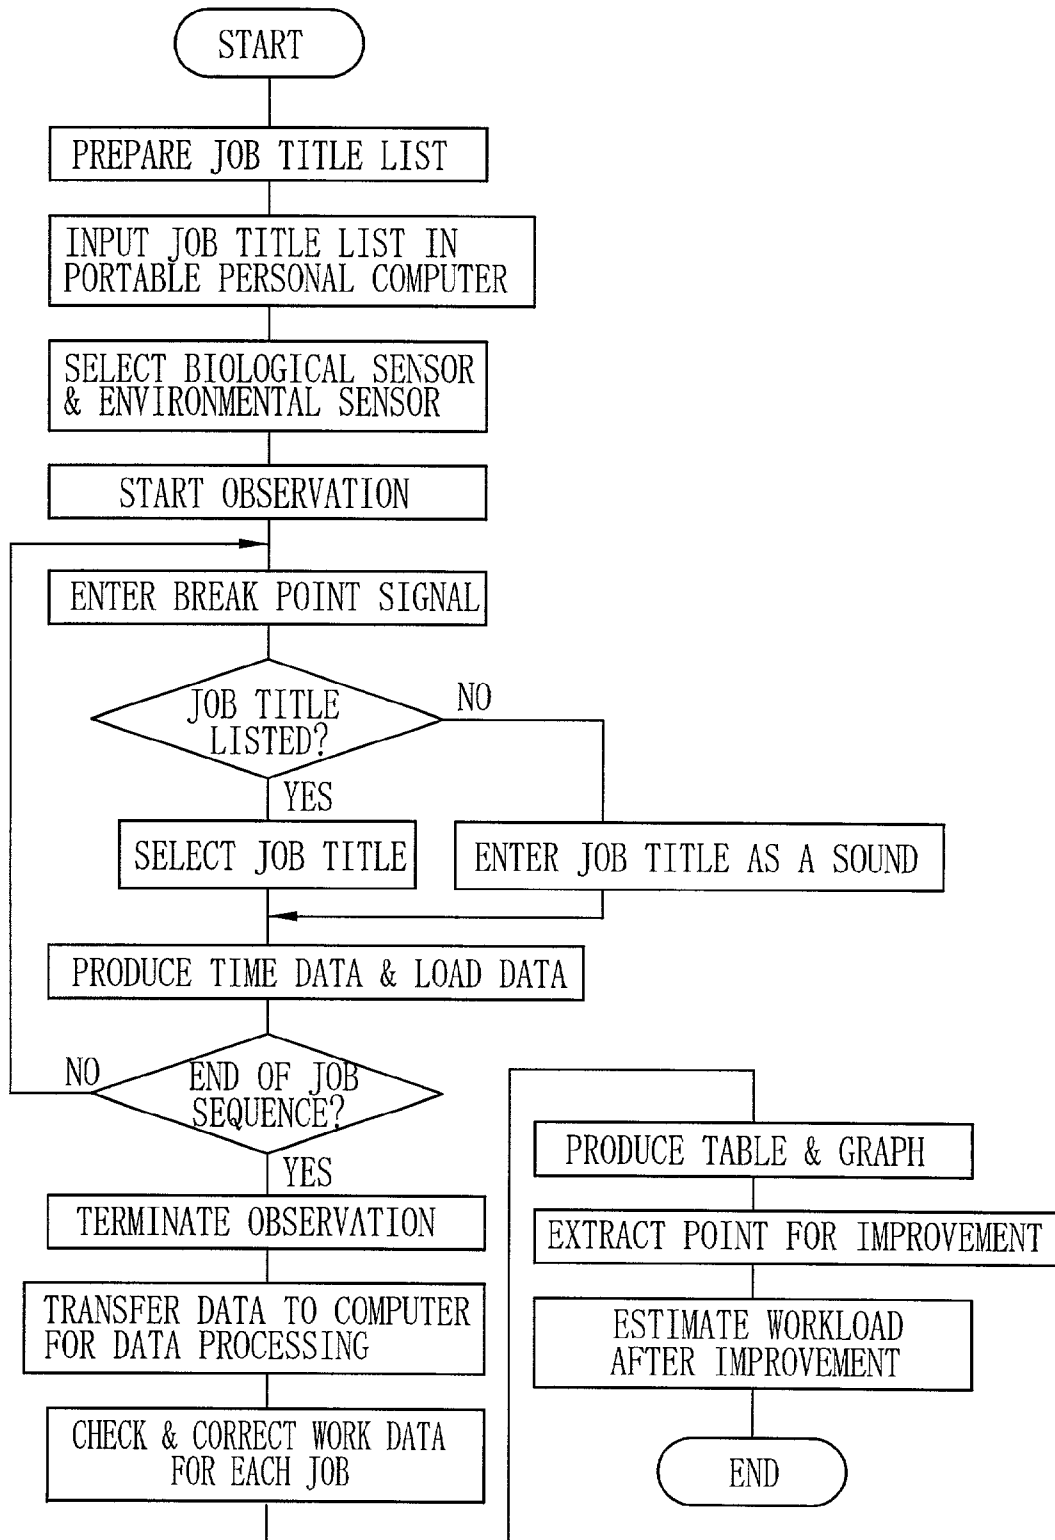 START
PREPARE JOB TITLE LIST
INPUT JOB TITLE LIST IN
PORTABLE PERSONAL COMPUTER
SELECT BIOLOGICAL SENSOR
& ENVIRONMENTAL SENSOR
START OBSERVATION
ENTER BREAK POINT SIGNAL
JOB TITLE
LISTED?
NO
YES
SELECT JOB TITLE
ENTER JOB TITLE AS A SOUND
PRODUCE TIME DATA & LOAD DATA
END OF JOB
SEQUENCE?
NO
YES
TERMINATE OBSERVATION
TRANSFER DATA TO COMPUTER
FOR DATA PROCESSING
CHECK & CORRECT WORK DATA
FOR EACH JOB
PRODUCE TABLE & GRAPH
EXTRACT POINT FOR IMPROVEMENT
ESTIMATE WORKLOAD
AFTER IMPROVEMENT
END